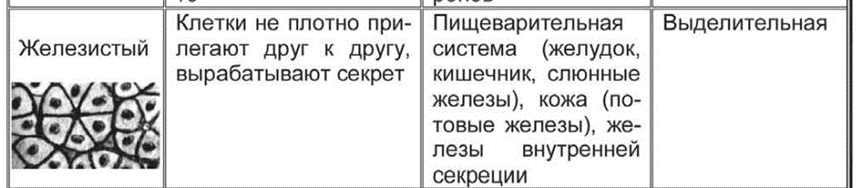 Железистый
Клетки не плотно при-
легают друг к другу,
вырабатывают секрет
Пищеварительная
система (желудок,
кишечник, слюнные
железы), кожа (по-
товые железы), же-
лезы внутренней
секреции
Выделительная